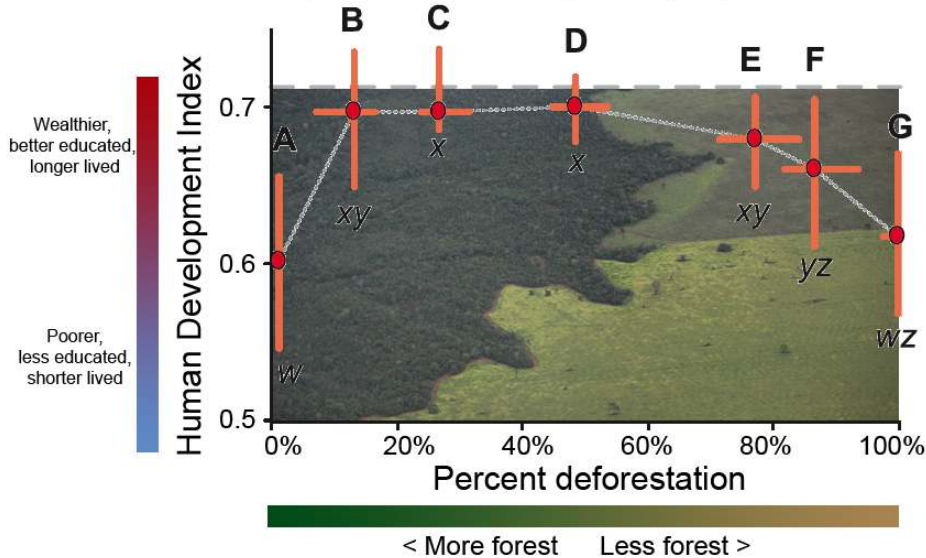 A
B
C
D
E
F
G
Wealthier,
better educated,
longer lived
Poorer,
less educated,
shorter lived
Human Development Index
0.7
0.6
0.5
w
xy
x
x
xy
yz
wz
0%
20%
40%
60%
80%
100%
Percent deforestation
< More forest
Less forest >